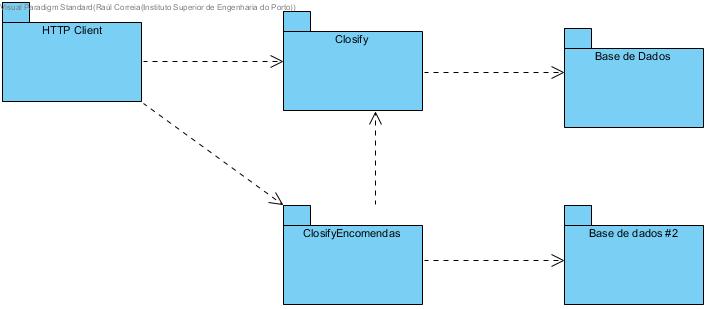 Visual Paradigm Standard(Raúl Correia(Instituto Superior de Engenharia do Porto))
HTTP Client
Closify
Base de Dados
ClosifyEncomendas
Base de dados #2